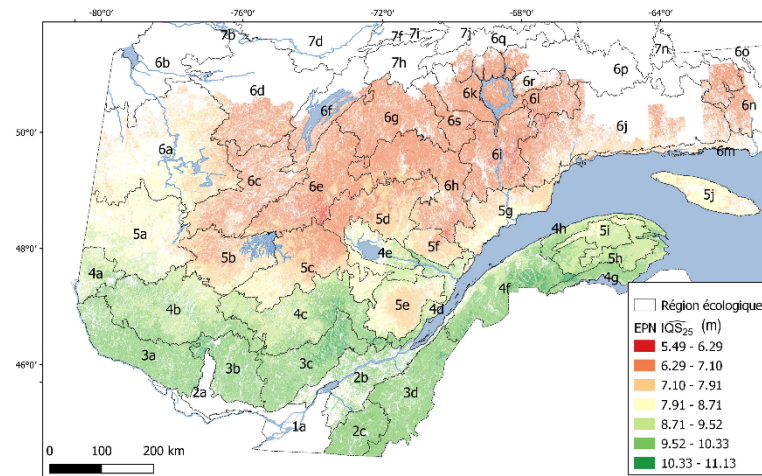 -80°0' -76°0' -72°0' -68°0' -64°0'
7b 7d 7f 7i 7j 6q 7n 6o
6b 7h 6r 6p
6d 6k
6f 6l 6n
50°0' 6g 6s 6j
6a 6i 6m
6c 6e 6h
5d 5g 5j
5a 4h 5i
48°0' 5b 4e 5f 5h
4a 5c 4g
4b 4c 5e 4d 4f
46°0' 3a 3b 3c 2b
2a 3d
1a 2c
Région écologique
EPN IQS25 (m)
5.49 - 6.29
6.29 - 7.10
7.10 - 7.91
7.91 - 8.71
8.71 - 9.52
9.52 - 10.33
10.33 - 11.13
0 100 200 km